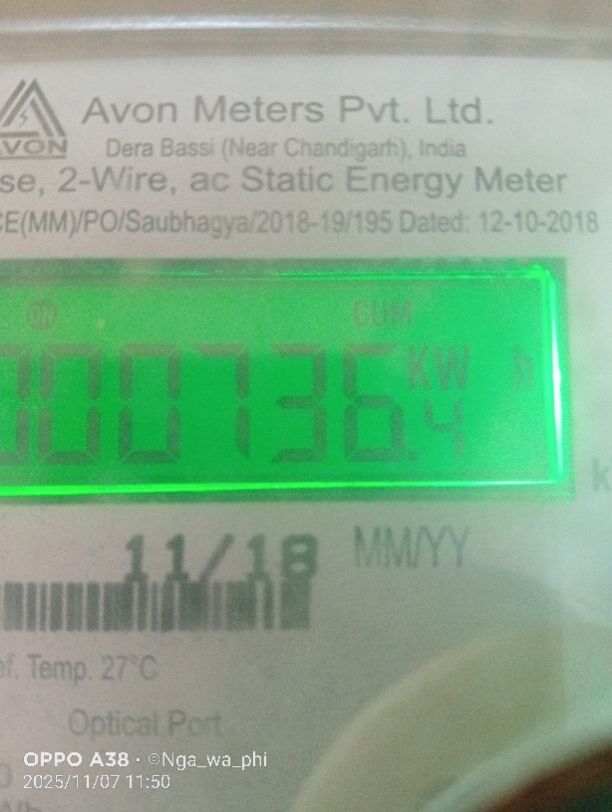 Avon Meters Pvt. Ltd.
AVON
Dera Bassi (Near Chandigarh), India
se, 2-Wire, ac Static Energy Meter
CE(MM)/PO/Saubhagya/2018-19/195 Dated: 12-10-2018
ON CUM
000736.4 KW h
11/18 MM/YY
ef. Temp. 27°C
Optical Port
OPPO A38 · ©Nga_wa_phi
2025/11/07 11:50